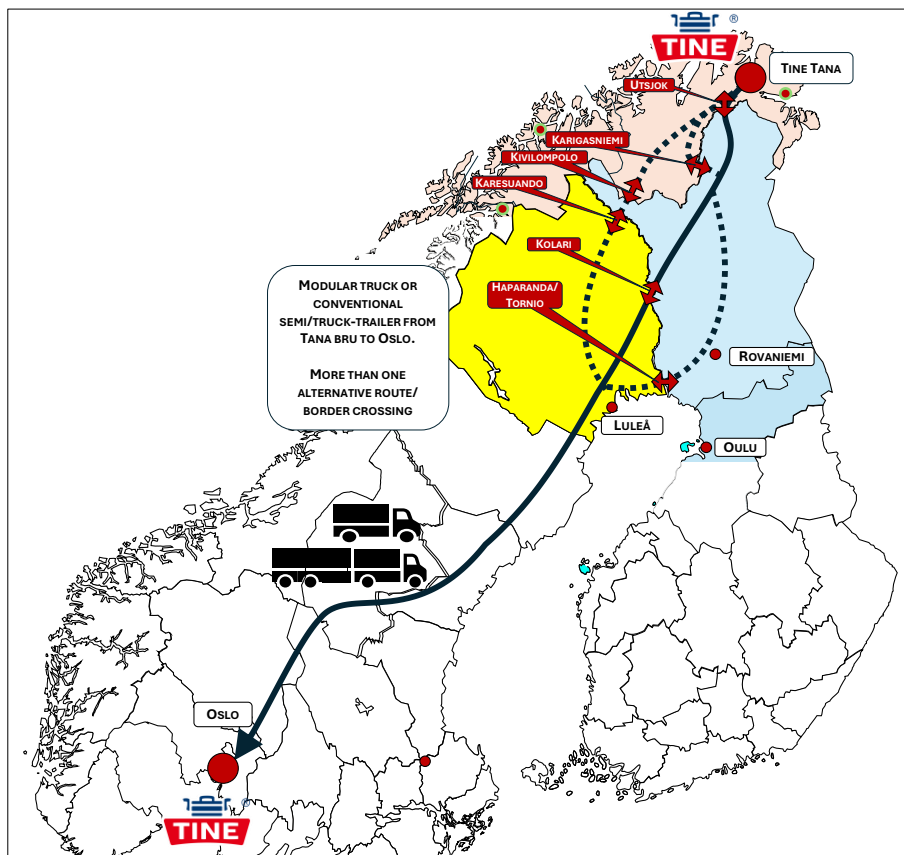 TINE
®
TINE TANA
UTSJOK
KARIGASNIEMI
KIVILOMPOLO
KARESUANDO
KOLARI
HAPARANDA/
TORNIO
MODULAR TRUCK OR
CONVENTIONAL
SEMI/TRUCK-TRAILER FROM
TANA BRU TO OSLO.
MORE THAN ONE
ALTERNATIVE ROUTE/
BORDER CROSSING
ROVANIEMI
LULEÅ
OULU
OSLO
TINE
®